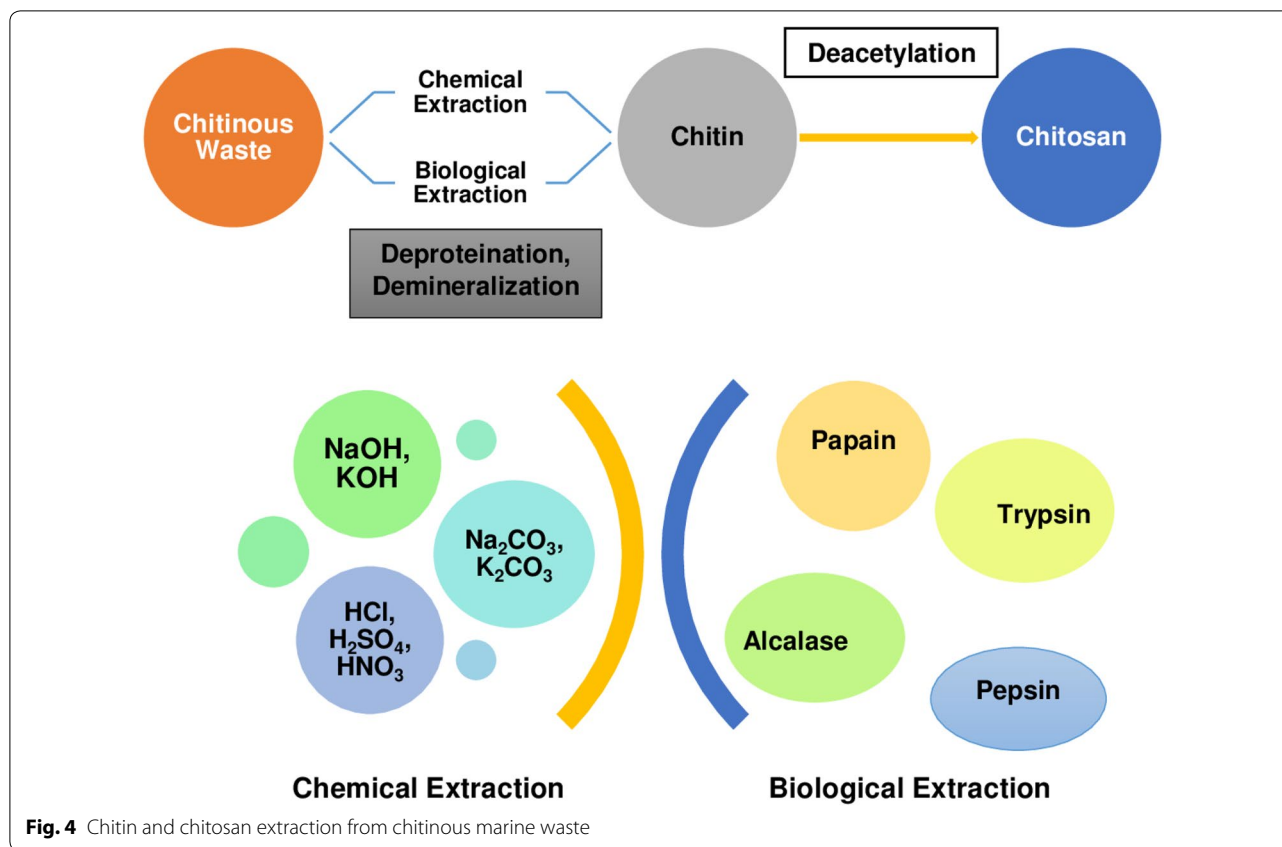 Deacetylation
Chemical
Extraction
Chitinous
Waste
Chitin
Chitosan
Biological
Extraction
Deproteination,
Demineralization
NaOH,
KOH
Papain
Trypsin
Na₂CO₃,
K₂CO₃
HCl,
H₂SO₄,
HNO₃
Alcalase
Pepsin
Chemical Extraction
Biological Extraction
Fig. 4 Chitin and chitosan extraction from chitinous marine waste